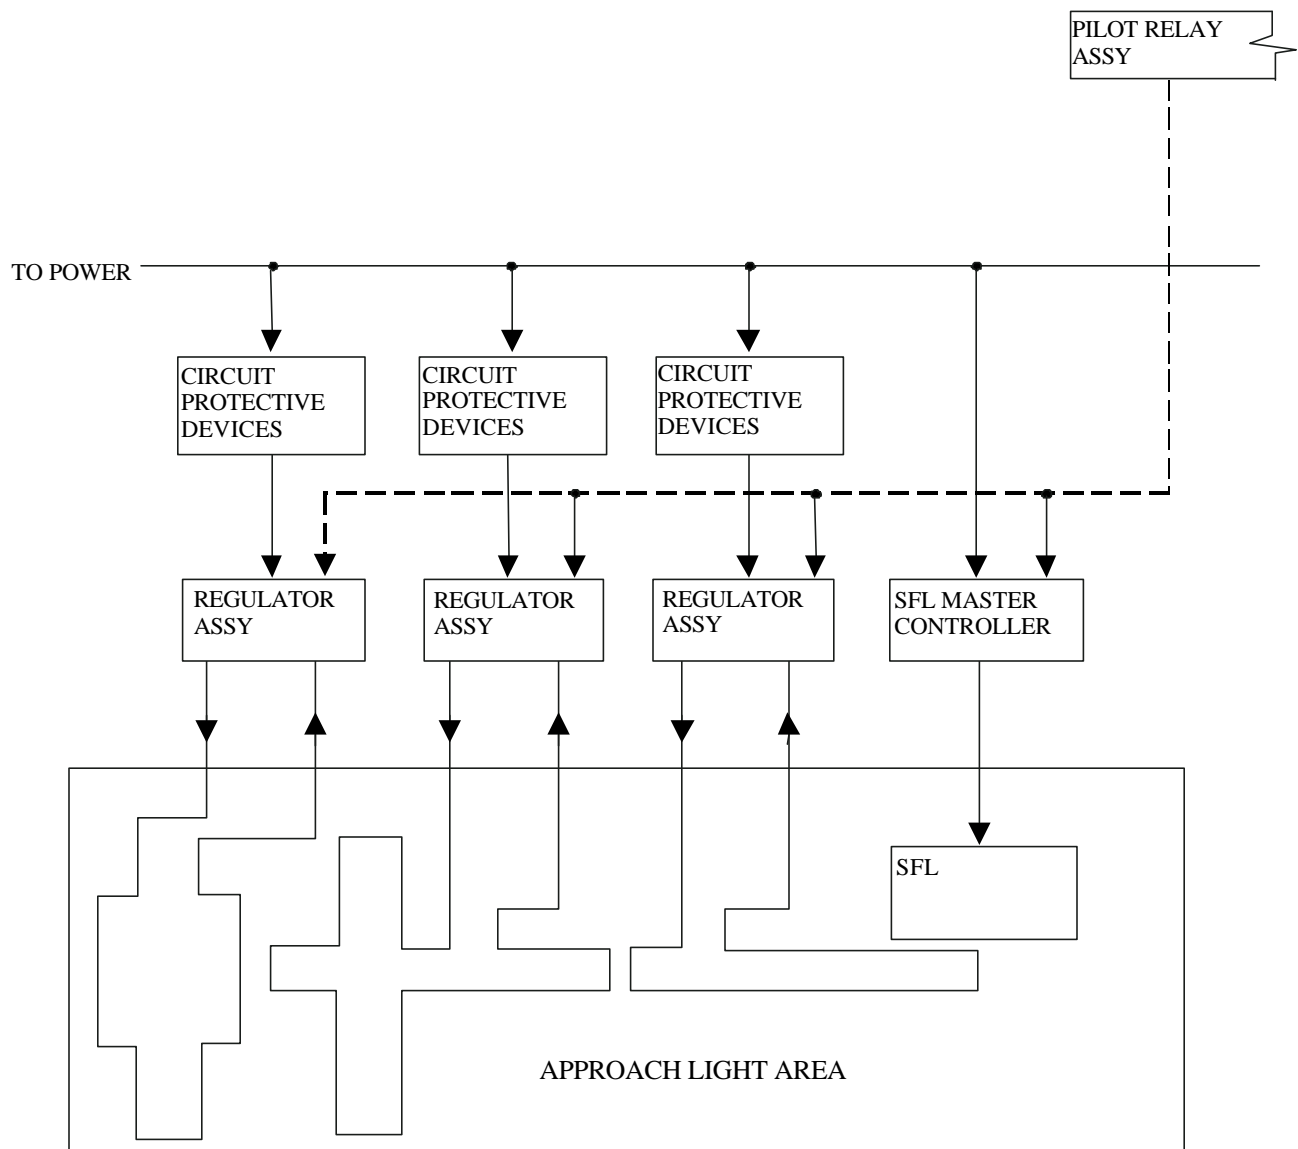 PILOT RELAY
ASSY
TO POWER
CIRCUIT
PROTECTIVE
DEVICES
CIRCUIT
PROTECTIVE
DEVICES
CIRCUIT
PROTECTIVE
DEVICES
REGULATOR
ASSY
REGULATOR
ASSY
REGULATOR
ASSY
SFL MASTER
CONTROLLER
SFL
APPROACH LIGHT AREA